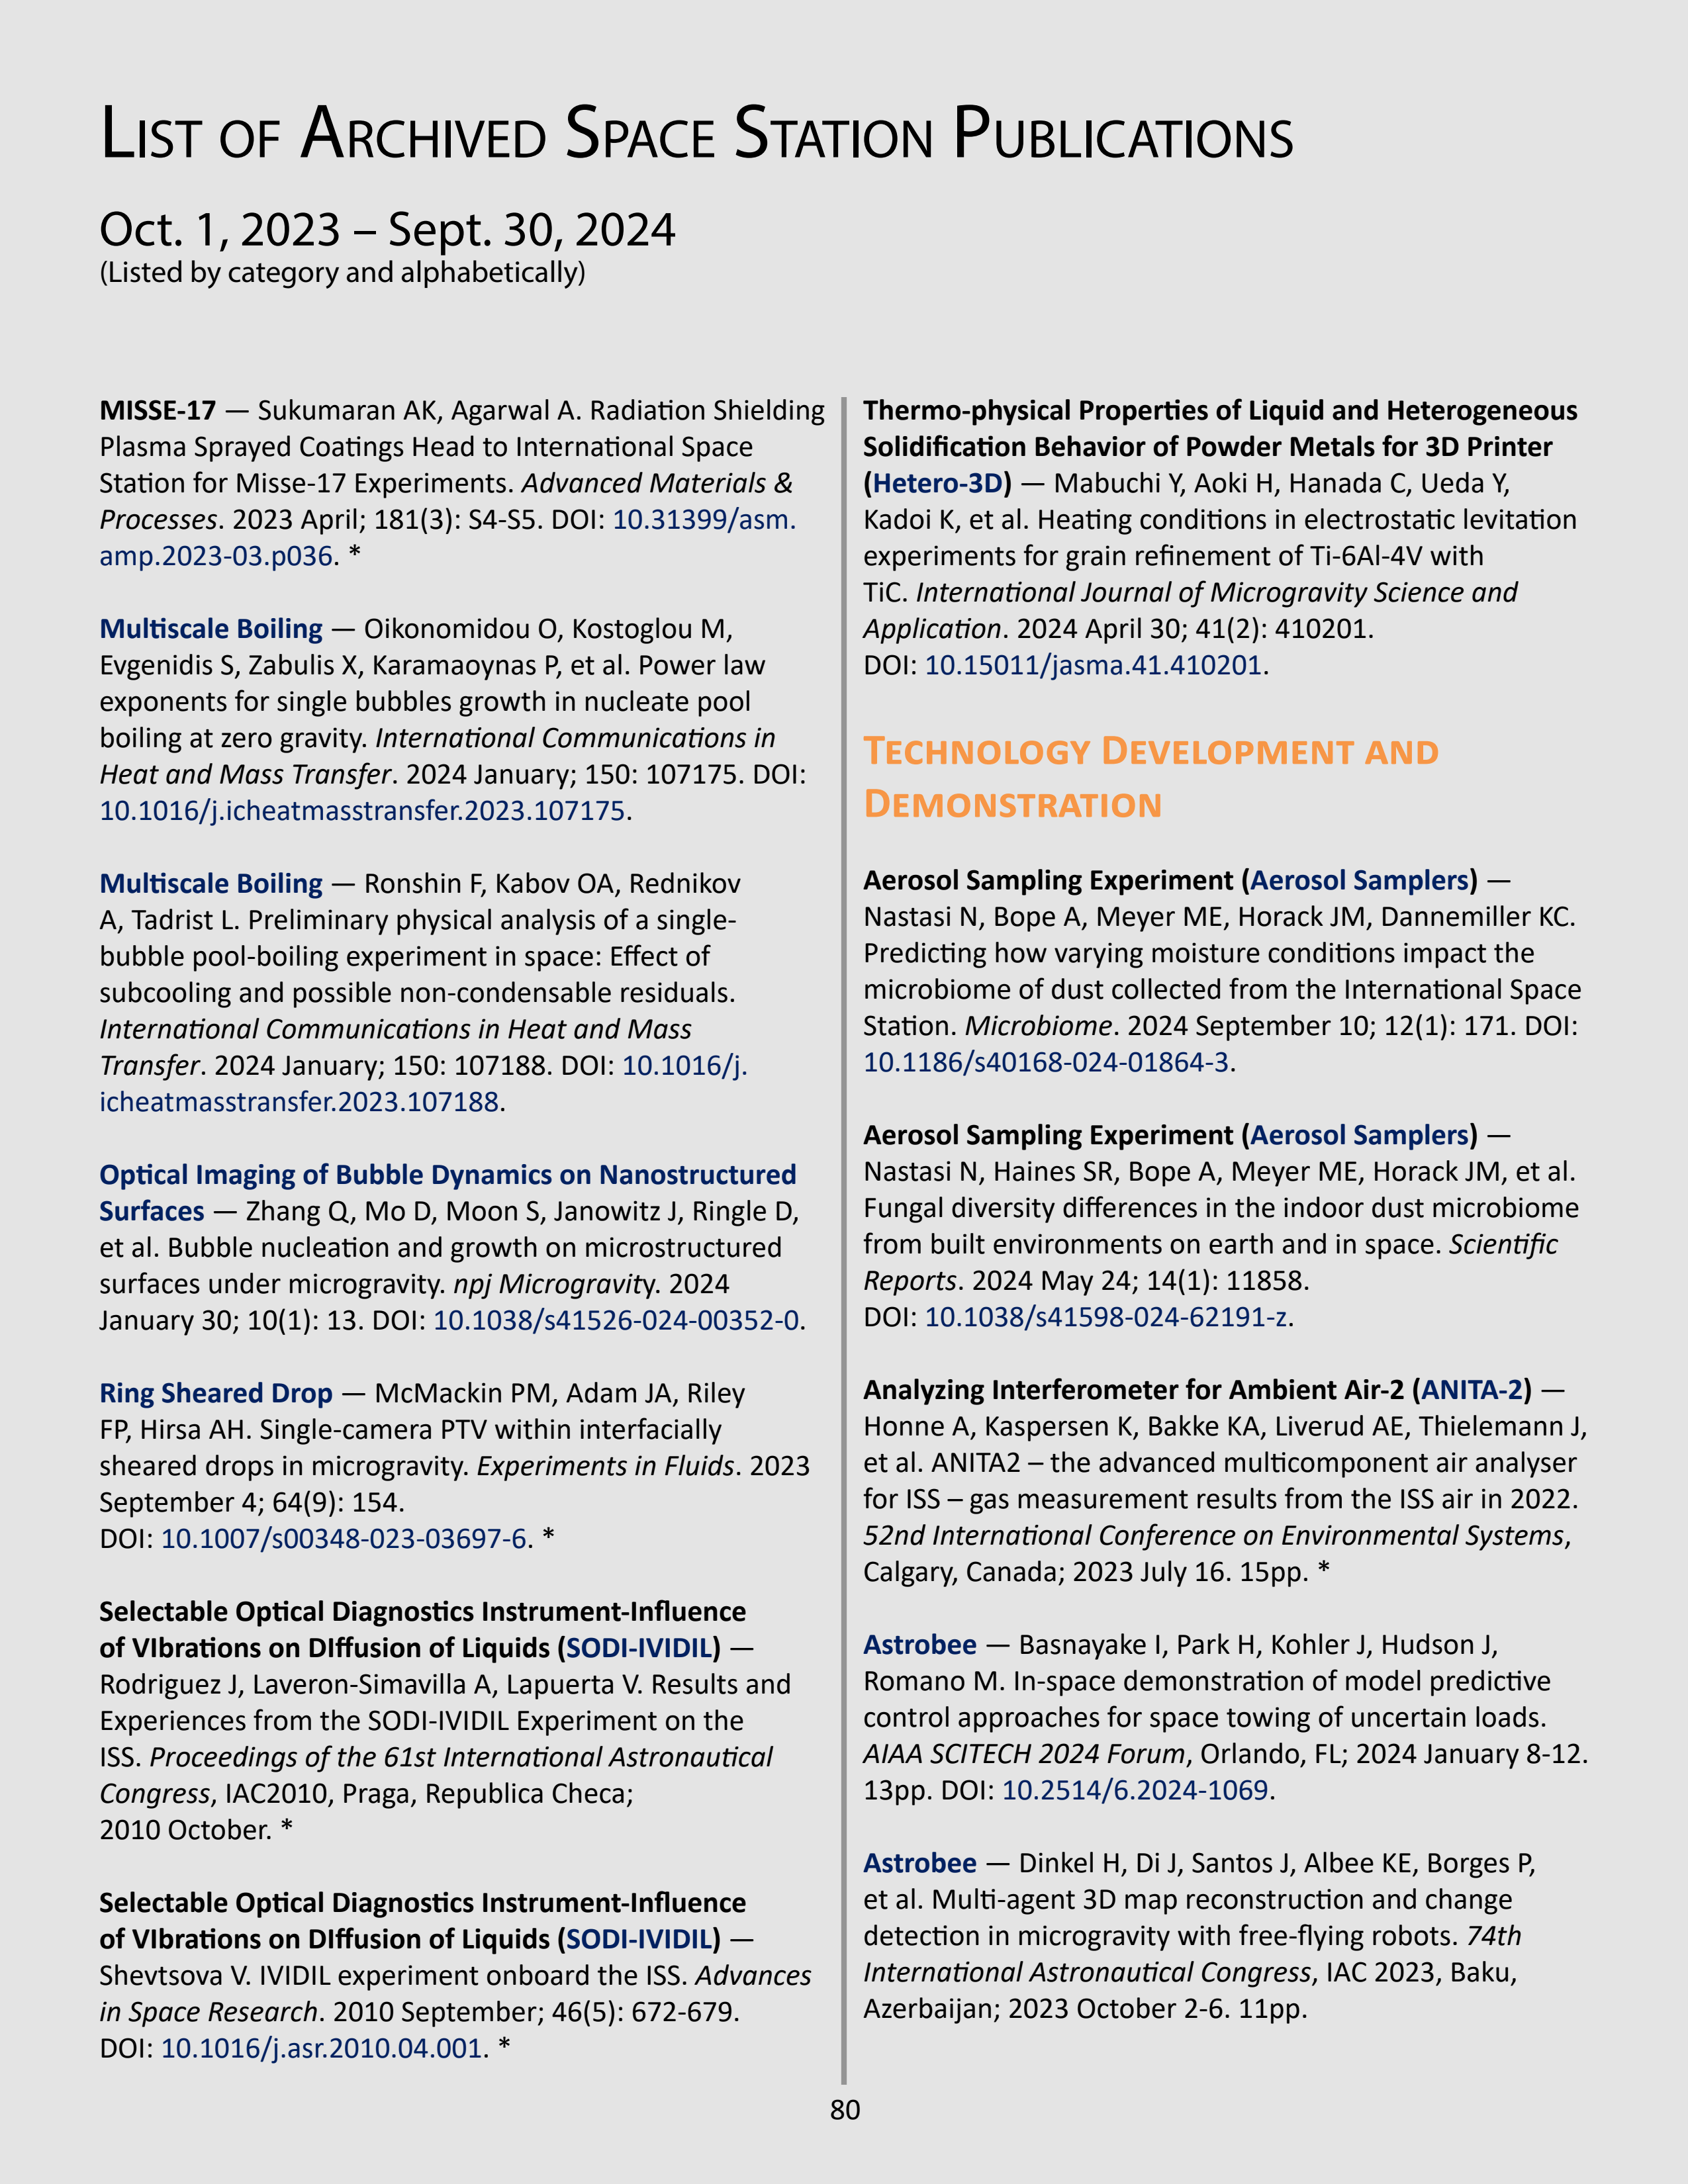 List of Archived Space Station Publications
Oct. 1, 2023 – Sept. 30, 2024
(Listed by category and alphabetically)
MISSE-17 — Sukumaran AK, Agarwal A. Radiation Shielding
Plasma Sprayed Coatings Head to International Space
Station for Misse-17 Experiments. Advanced Materials &
Processes. 2023 April; 181(3): S4-S5. DOI: 10.31399/asm.
amp.2023-03.p036. *
Multiscale Boiling — Oikonomidou O, Kostoglou M,
Evgenidis S, Zabulis X, Karamaoynas P, et al. Power law
exponents for single bubbles growth in nucleate pool
boiling at zero gravity. International Communications in
Heat and Mass Transfer. 2024 January; 150: 107175. DOI:
10.1016/j.icheatmasstransfer.2023.107175.
Multiscale Boiling — Ronshin F, Kabov OA, Rednikov
A, Tadrist L. Preliminary physical analysis of a single-
bubble pool-boiling experiment in space: Effect of
subcooling and possible non-condensable residuals.
International Communications in Heat and Mass
Transfer. 2024 January; 150: 107188. DOI: 10.1016/j.
icheatmasstransfer.2023.107188.
Optical Imaging of Bubble Dynamics on Nanostructured
Surfaces — Zhang Q, Mo D, Moon S, Janowitz J, Ringle D,
et al. Bubble nucleation and growth on microstructured
surfaces under microgravity. npj Microgravity. 2024
January 30; 10(1): 13. DOI: 10.1038/s41526-024-00352-0.
Ring Sheared Drop — McMackin PM, Adam JA, Riley
FP, Hirsa AH. Single-camera PTV within interfacially
sheared drops in microgravity. Experiments in Fluids. 2023
September 4; 64(9): 154.
DOI: 10.1007/s00348-023-03697-6. *
Selectable Optical Diagnostics Instrument-Influence
of VIbrations on DIffusion of Liquids (SODI-IVIDIL) —
Rodriguez J, Laveron-Simavilla A, Lapuerta V. Results and
Experiences from the SODI-IVIDIL Experiment on the
ISS. Proceedings of the 61st International Astronautical
Congress, IAC2010, Praga, Republica Checa;
2010 October. *
Selectable Optical Diagnostics Instrument-Influence
of VIbrations on DIffusion of Liquids (SODI-IVIDIL) —
Shevtsova V. IVIDIL experiment onboard the ISS. Advances
in Space Research. 2010 September; 46(5): 672-679.
DOI: 10.1016/j.asr.2010.04.001. *
Thermo-physical Properties of Liquid and Heterogeneous
Solidification Behavior of Powder Metals for 3D Printer
(Hetero-3D) — Mabuchi Y, Aoki H, Hanada C, Ueda Y,
Kadoi K, et al. Heating conditions in electrostatic levitation
experiments for grain refinement of Ti-6Al-4V with
TiC. International Journal of Microgravity Science and
Application. 2024 April 30; 41(2): 410201.
DOI: 10.15011/jasma.41.410201.
Technology Development and
Demonstration
Aerosol Sampling Experiment (Aerosol Samplers) —
Nastasi N, Bope A, Meyer ME, Horack JM, Dannemiller KC.
Predicting how varying moisture conditions impact the
microbiome of dust collected from the International Space
Station. Microbiome. 2024 September 10; 12(1): 171. DOI:
10.1186/s40168-024-01864-3.
Aerosol Sampling Experiment (Aerosol Samplers) —
Nastasi N, Haines SR, Bope A, Meyer ME, Horack JM, et al.
Fungal diversity differences in the indoor dust microbiome
from built environments on earth and in space. Scientific
Reports. 2024 May 24; 14(1): 11858.
DOI: 10.1038/s41598-024-62191-z.
Analyzing Interferometer for Ambient Air-2 (ANITA-2) —
Honne A, Kaspersen K, Bakke KA, Liverud AE, Thielemann J,
et al. ANITA2 – the advanced multicomponent air analyser
for ISS – gas measurement results from the ISS air in 2022.
52nd International Conference on Environmental Systems,
Calgary, Canada; 2023 July 16. 15pp. *
Astrobee — Basnayake I, Park H, Kohler J, Hudson J,
Romano M. In-space demonstration of model predictive
control approaches for space towing of uncertain loads.
AIAA SCITECH 2024 Forum, Orlando, FL; 2024 January 8-12.
13pp. DOI: 10.2514/6.2024-1069.
Astrobee — Dinkel H, Di J, Santos J, Albee KE, Borges P,
et al. Multi-agent 3D map reconstruction and change
detection in microgravity with free-flying robots. 74th
International Astronautical Congress, IAC 2023, Baku,
Azerbaijan; 2023 October 2-6. 11pp.
80